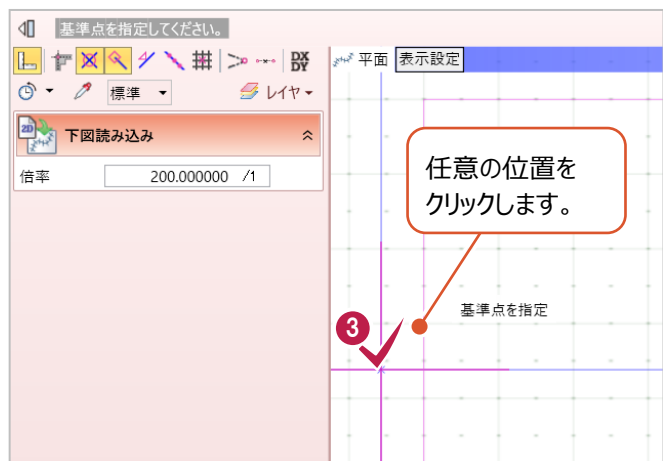 基準点を指定してください。
DX
DY
標準
レイヤ
2D
下図読み込み
倍率 200.000000 /1
平面 表示設定
任意の位置を
クリックします。
基準点を指定
3